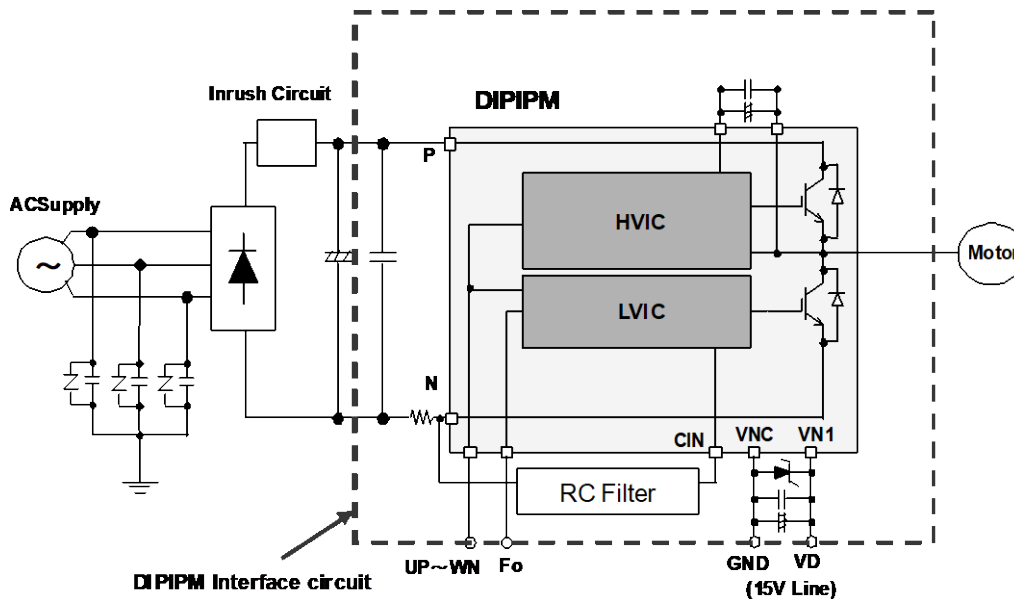 Inrush Circuit
DIPIPM
P
ACSupply
~
HVIC
Motor
LVIC
N
CIN
VNC
VN1
RC Filter
UP~WN
Fo
GND
VD
DIPIPM Interface circuit
(15V Line)